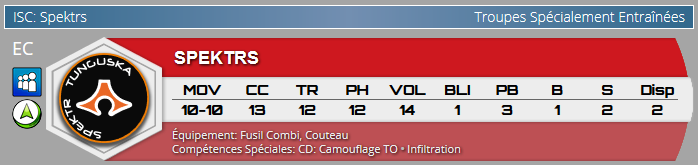 ISC: Spektrs
Troupes Spécialement Entraînées
EC
SPEKTR TUNGUSKA
SPEKTRS
MOV CC TR PH VOL BLI PB B S Disp
10-10 13 12 12 14 1 3 1 2 2
Équipement: Fusil Combi, Couteau
Compétences Spéciales: CD: Camouflage TO • Infiltration